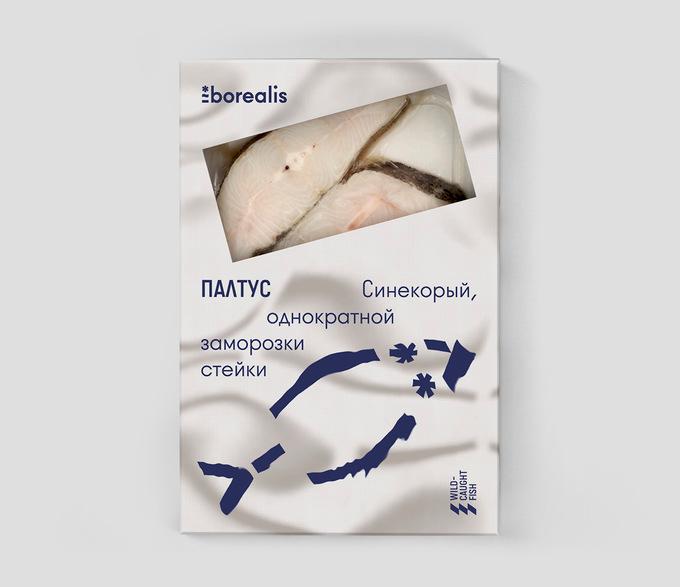 borealis
ПАЛТУС Синекорый,
однократной
заморозки
стейки
WILD-
CAUGHT
FISH